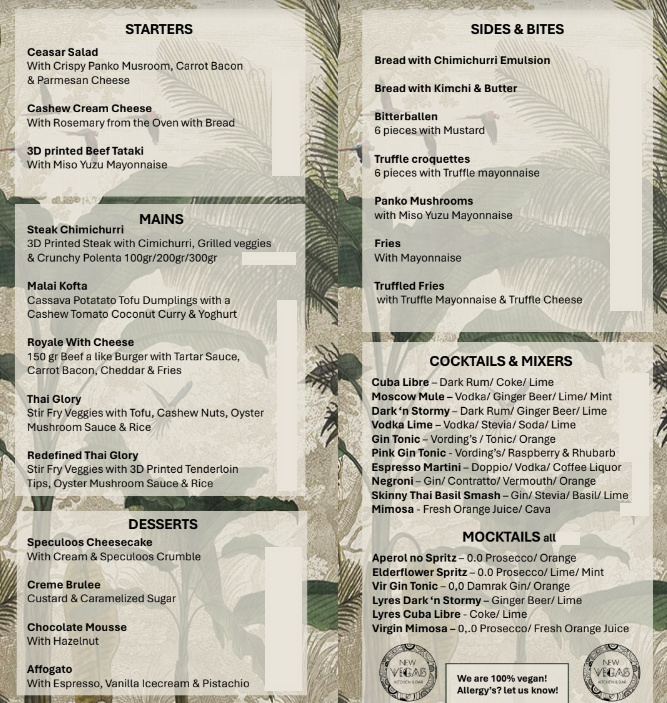 STARTERS
Ceasar Salad
With Crispy Panko Musroom, Carrot Bacon
& Parmesan Cheese
Cashew Cream Cheese
With Rosemary from the Oven with Bread
3D printed Beef Tataki
With Miso Yuzu Mayonnaise
MAINS
Steak Chimichurri
3D Printed Steak with Cimichurri, Grilled veggies
& Crunchy Polenta 100gr/200gr/300gr
Malai Kofta
Cassava Potatato Tofu Dumplings with a
Cashew Tomato Coconut Curry & Yoghurt
Royale With Cheese
150 gr Beef a like Burger with Tartar Sauce,
Carrot Bacon, Cheddar & Fries
Thai Glory
Stir Fry Veggies with Tofu, Cashew Nuts, Oyster
Mushroom Sauce & Rice
Redefined Thai Glory
Stir Fry Veggies with 3D Printed Tenderloin
Tips, Oyster Mushroom Sauce & Rice
DESSERTS
Speculoos Cheesecake
With Cream & Speculoos Crumble
Creme Brulee
Custard & Caramelized Sugar
Chocolate Mousse
With Hazelnut
Affogato
With Espresso, Vanilla Icecream & Pistachio
SIDES & BITES
Bread with Chimichurri Emulsion
Bread with Kimchi & Butter
Bitterballen
6 pieces with Mustard
Truffle croquettes
6 pieces with Truffle mayonnaise
Panko Mushrooms
with Miso Yuzu Mayonnaise
Fries
With Mayonnaise
Truffled Fries
with Truffle Mayonnaise & Truffle Cheese
COCKTAILS & MIXERS
Cuba Libre – Dark Rum/ Coke/ Lime
Moscow Mule – Vodka/ Ginger Beer/ Lime/ Mint
Dark ‘n Stormy – Dark Rum/ Ginger Beer/ Lime
Vodka Lime – Vodka/ Stevia/ Soda/ Lime
Gin Tonic – Vording’s / Tonic/ Orange
Pink Gin Tonic - Vording’s/ Raspberry & Rhubarb
Espresso Martini – Doppio/ Vodka/ Coffee Liquor
Negroni – Gin/ Contratto/ Vermouth/ Orange
Skinny Thai Basil Smash – Gin/ Stevia/ Basil/ Lime
Mimosa - Fresh Orange Juice/ Cava
MOCKTAILS all
Aperol no Spritz – 0.0 Prosecco/ Orange
Elderflower Spritz – 0.0 Prosecco/ Lime/ Mint
Vir Gin Tonic – 0,0 Damrak Gin/ Orange
Lyres Dark ‘n Stormy – Ginger Beer/ Lime
Lyres Cuba Libre - Coke/ Lime
Virgin Mimosa – 0,.0 Prosecco/ Fresh Orange Juice
NEW
VEGAS
KITCHEN & BAR
We are 100% vegan!
Allergy’s? let us know!
NEW
VEGAS
KITCHEN & BAR